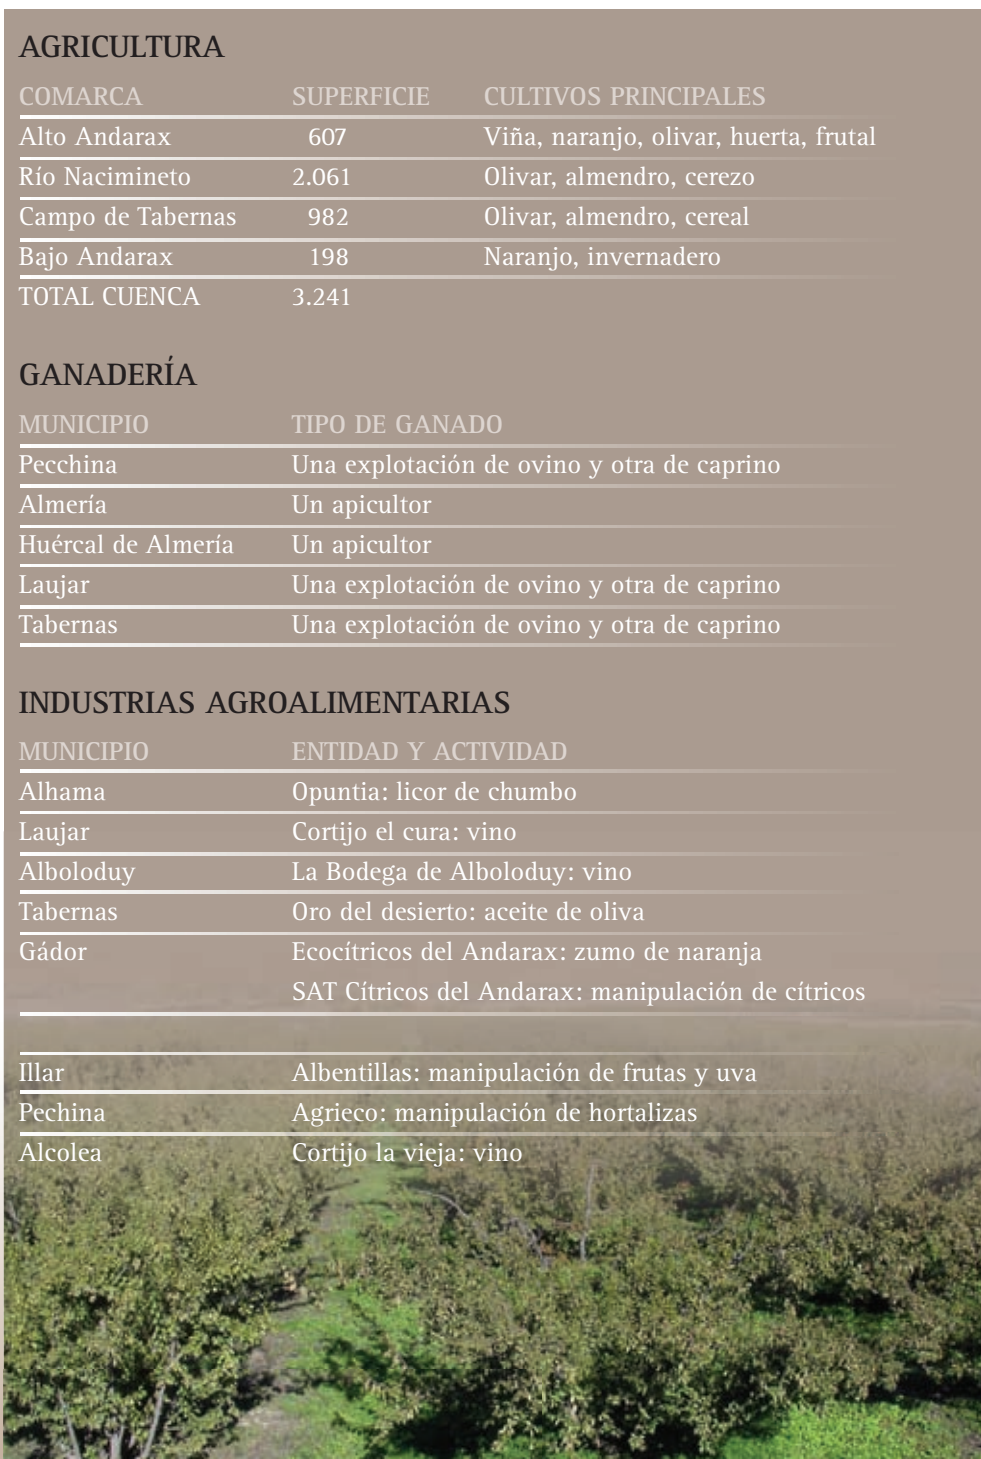 AGRICULTURA
COMARCA SUPERFICIE CULTIVOS PRINCIPALES
Alto Andarax 607 Viña, naranjo, olivar, huerta, frutal
Río Nacimineto 2.061 Olivar, almendro, cerezo
Campo de Tabernas 982 Olivar, almendro, cereal
Bajo Andarax 198 Naranjo, invernadero
TOTAL CUENCA 3.241
GANADERÍA
MUNICIPIO TIPO DE GANADO
Pecchina Una explotación de ovino y otra de caprino
Almería Un apicultor
Huércal de Almería Un apicultor
Laujar Una explotación de ovino y otra de caprino
Tabernas Una explotación de ovino y otra de caprino
INDUSTRIAS AGROALIMENTARIAS
MUNICIPIO ENTIDAD Y ACTIVIDAD
Alhama Opuntia: licor de chumbo
Laujar Cortijo el cura: vino
Alboloduy La Bodega de Alboloduy: vino
Tabernas Oro del desierto: aceite de oliva
Gádor Ecocítricos del Andarax: zumo de naranja
SAT Cítricos del Andarax: manipulación de cítricos
Illar Albentillas: manipulación de frutas y uva
Pechina Agrieco: manipulación de hortalizas
Alcolea Cortijo la vieja: vino